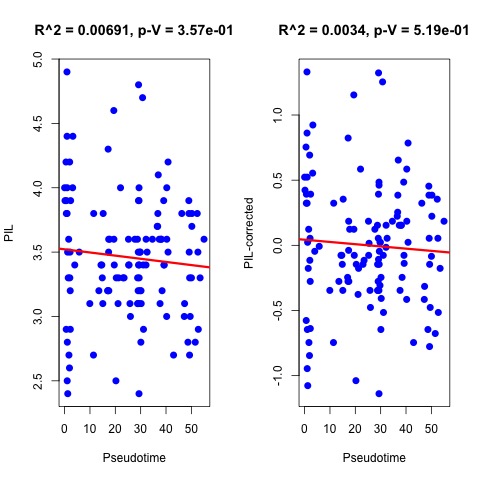 R^2 = 0.00691, p-V = 3.57e-01
PIL
5.0
4.5
4.0
3.5
3.0
2.5
0 10 20 30 40 50
Pseudotime
R^2 = 0.0034, p-V = 5.19e-01
PIL-corrected
1.0
0.5
0.0
-0.5
-1.0
0 10 20 30 40 50
Pseudotime